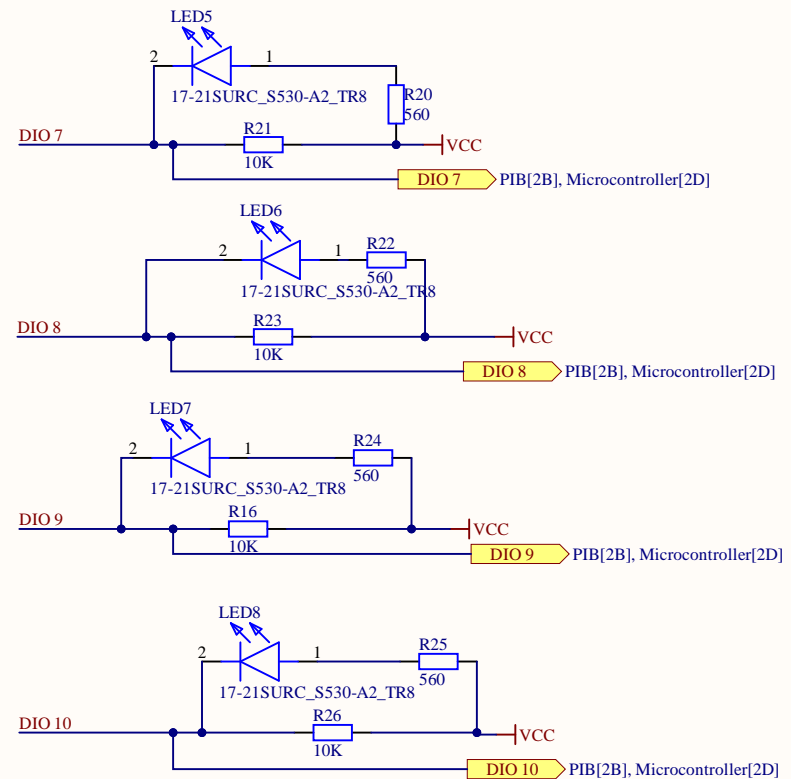 LED5
2 1
17-21SURC_S530-A2_TR8
R20
560
DIO 7
R21
10K
VCC
DIO 7 PIB[2B], Microcontroller[2D]
LED6
2 1
R22
560
17-21SURC_S530-A2_TR8
DIO 8
R23
10K
VCC
DIO 8 PIB[2B], Microcontroller[2D]
LED7
2 1
R24
560
17-21SURC_S530-A2_TR8
DIO 9
R16
10K
VCC
DIO 9 PIB[2B], Microcontroller[2D]
LED8
2 1
R25
560
17-21SURC_S530-A2_TR8
DIO 10
R26
10K
VCC
DIO 10 PIB[2B], Microcontroller[2D]